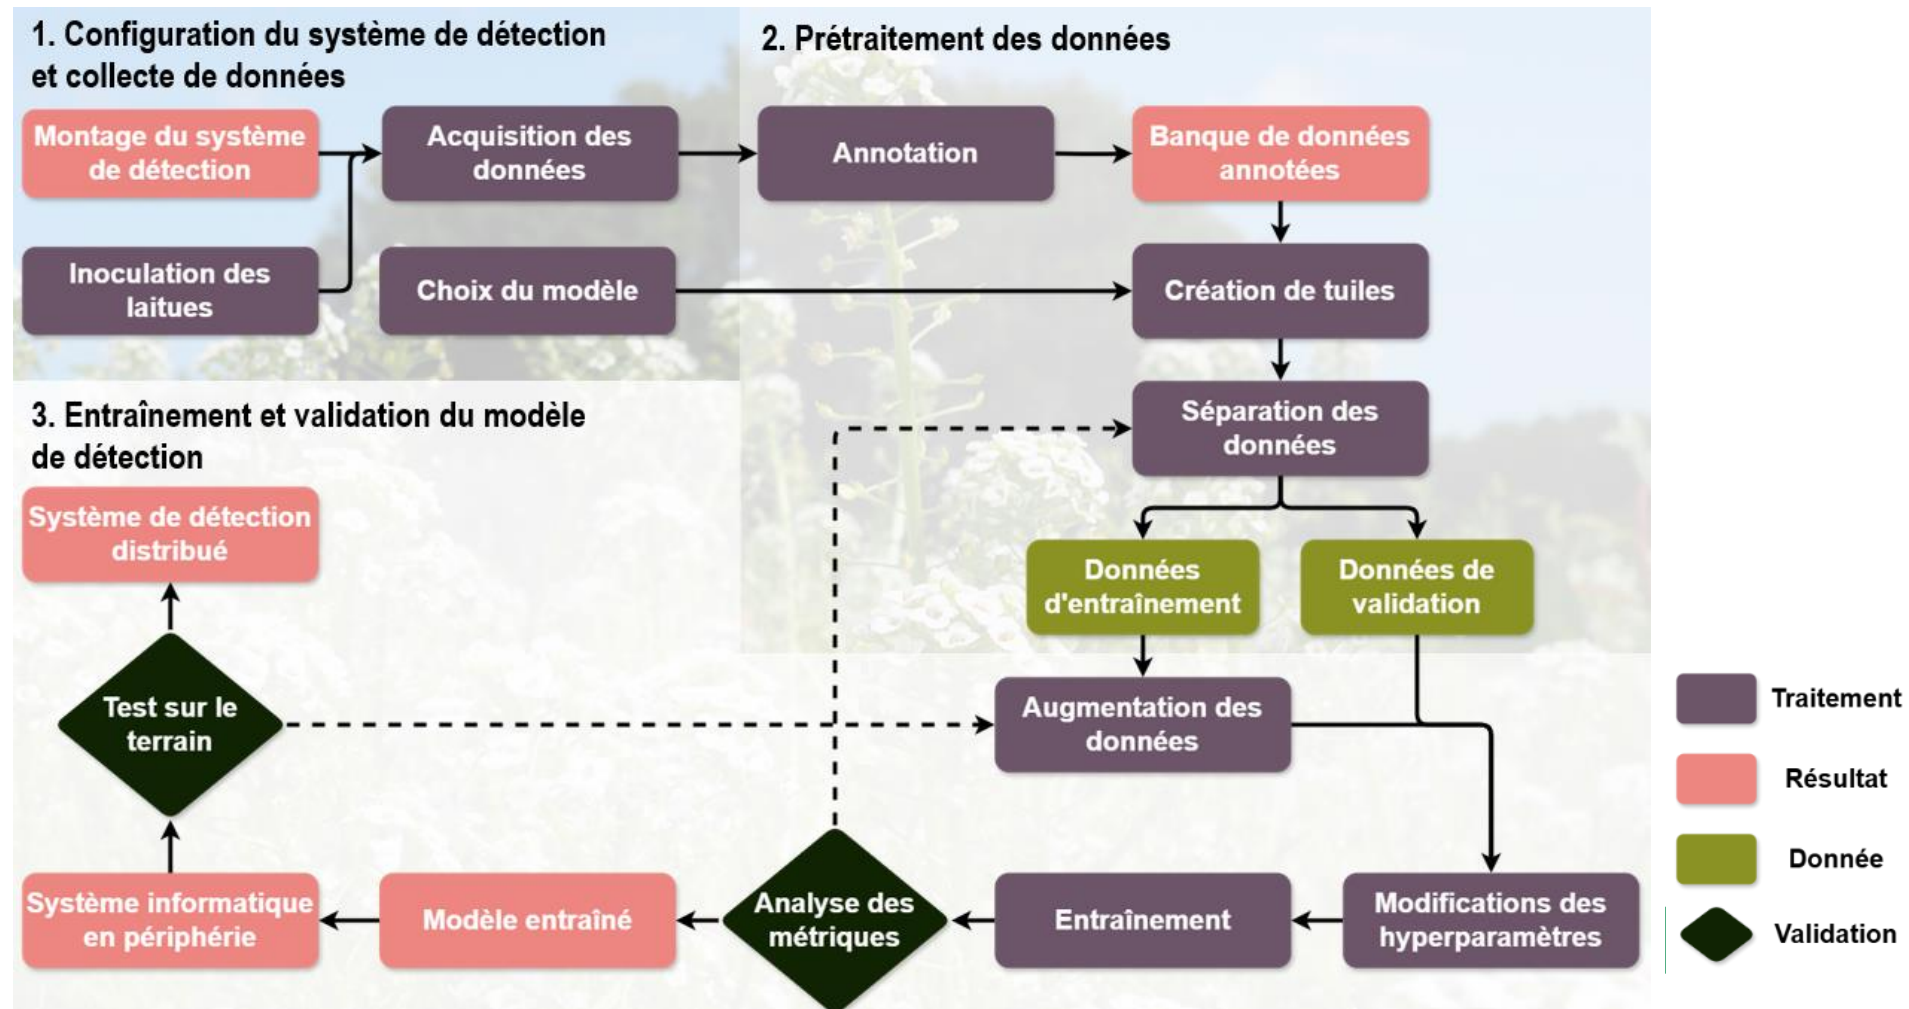 1. Configuration du système de détection
et collecte de données
2. Prétraitement des données
Montage du système
de détection
Acquisition des
données
Annotation
Banque de données
annotées
Inoculation des
laitues
Choix du modèle
Création de tuiles
3. Entraînement et validation du modèle
de détection
Séparation des
données
Système de détection
distribué
Données
d'entraînement
Données de
validation
Test sur le
terrain
Augmentation des
données
Système informatique
en périphérie
Modèle entraîné
Analyse des
métriques
Entraînement
Modifications des
hyperparamètres
Traitement
Résultat
Donnée
Validation